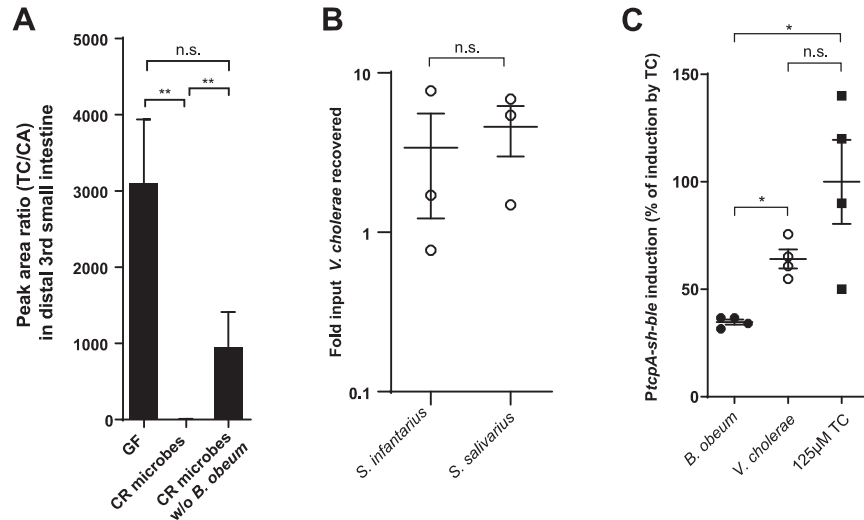 A
Peak area ratio (TC/CA)
in distal 3rd small intestine
5000
4000
3000
2000
1000
0
n.s.
**
**
GF
CR microbes
CR microbes
w/o B. obeum
B
Fold input V. cholerae recovered
10
1
0.1
n.s.
S. infantarius
S. salivarius
C
PtcpA-sh-ble induction (% of induction by TC)
150
100
50
0
*
n.s.
*
B. obeum
V. cholerae
125µM TC